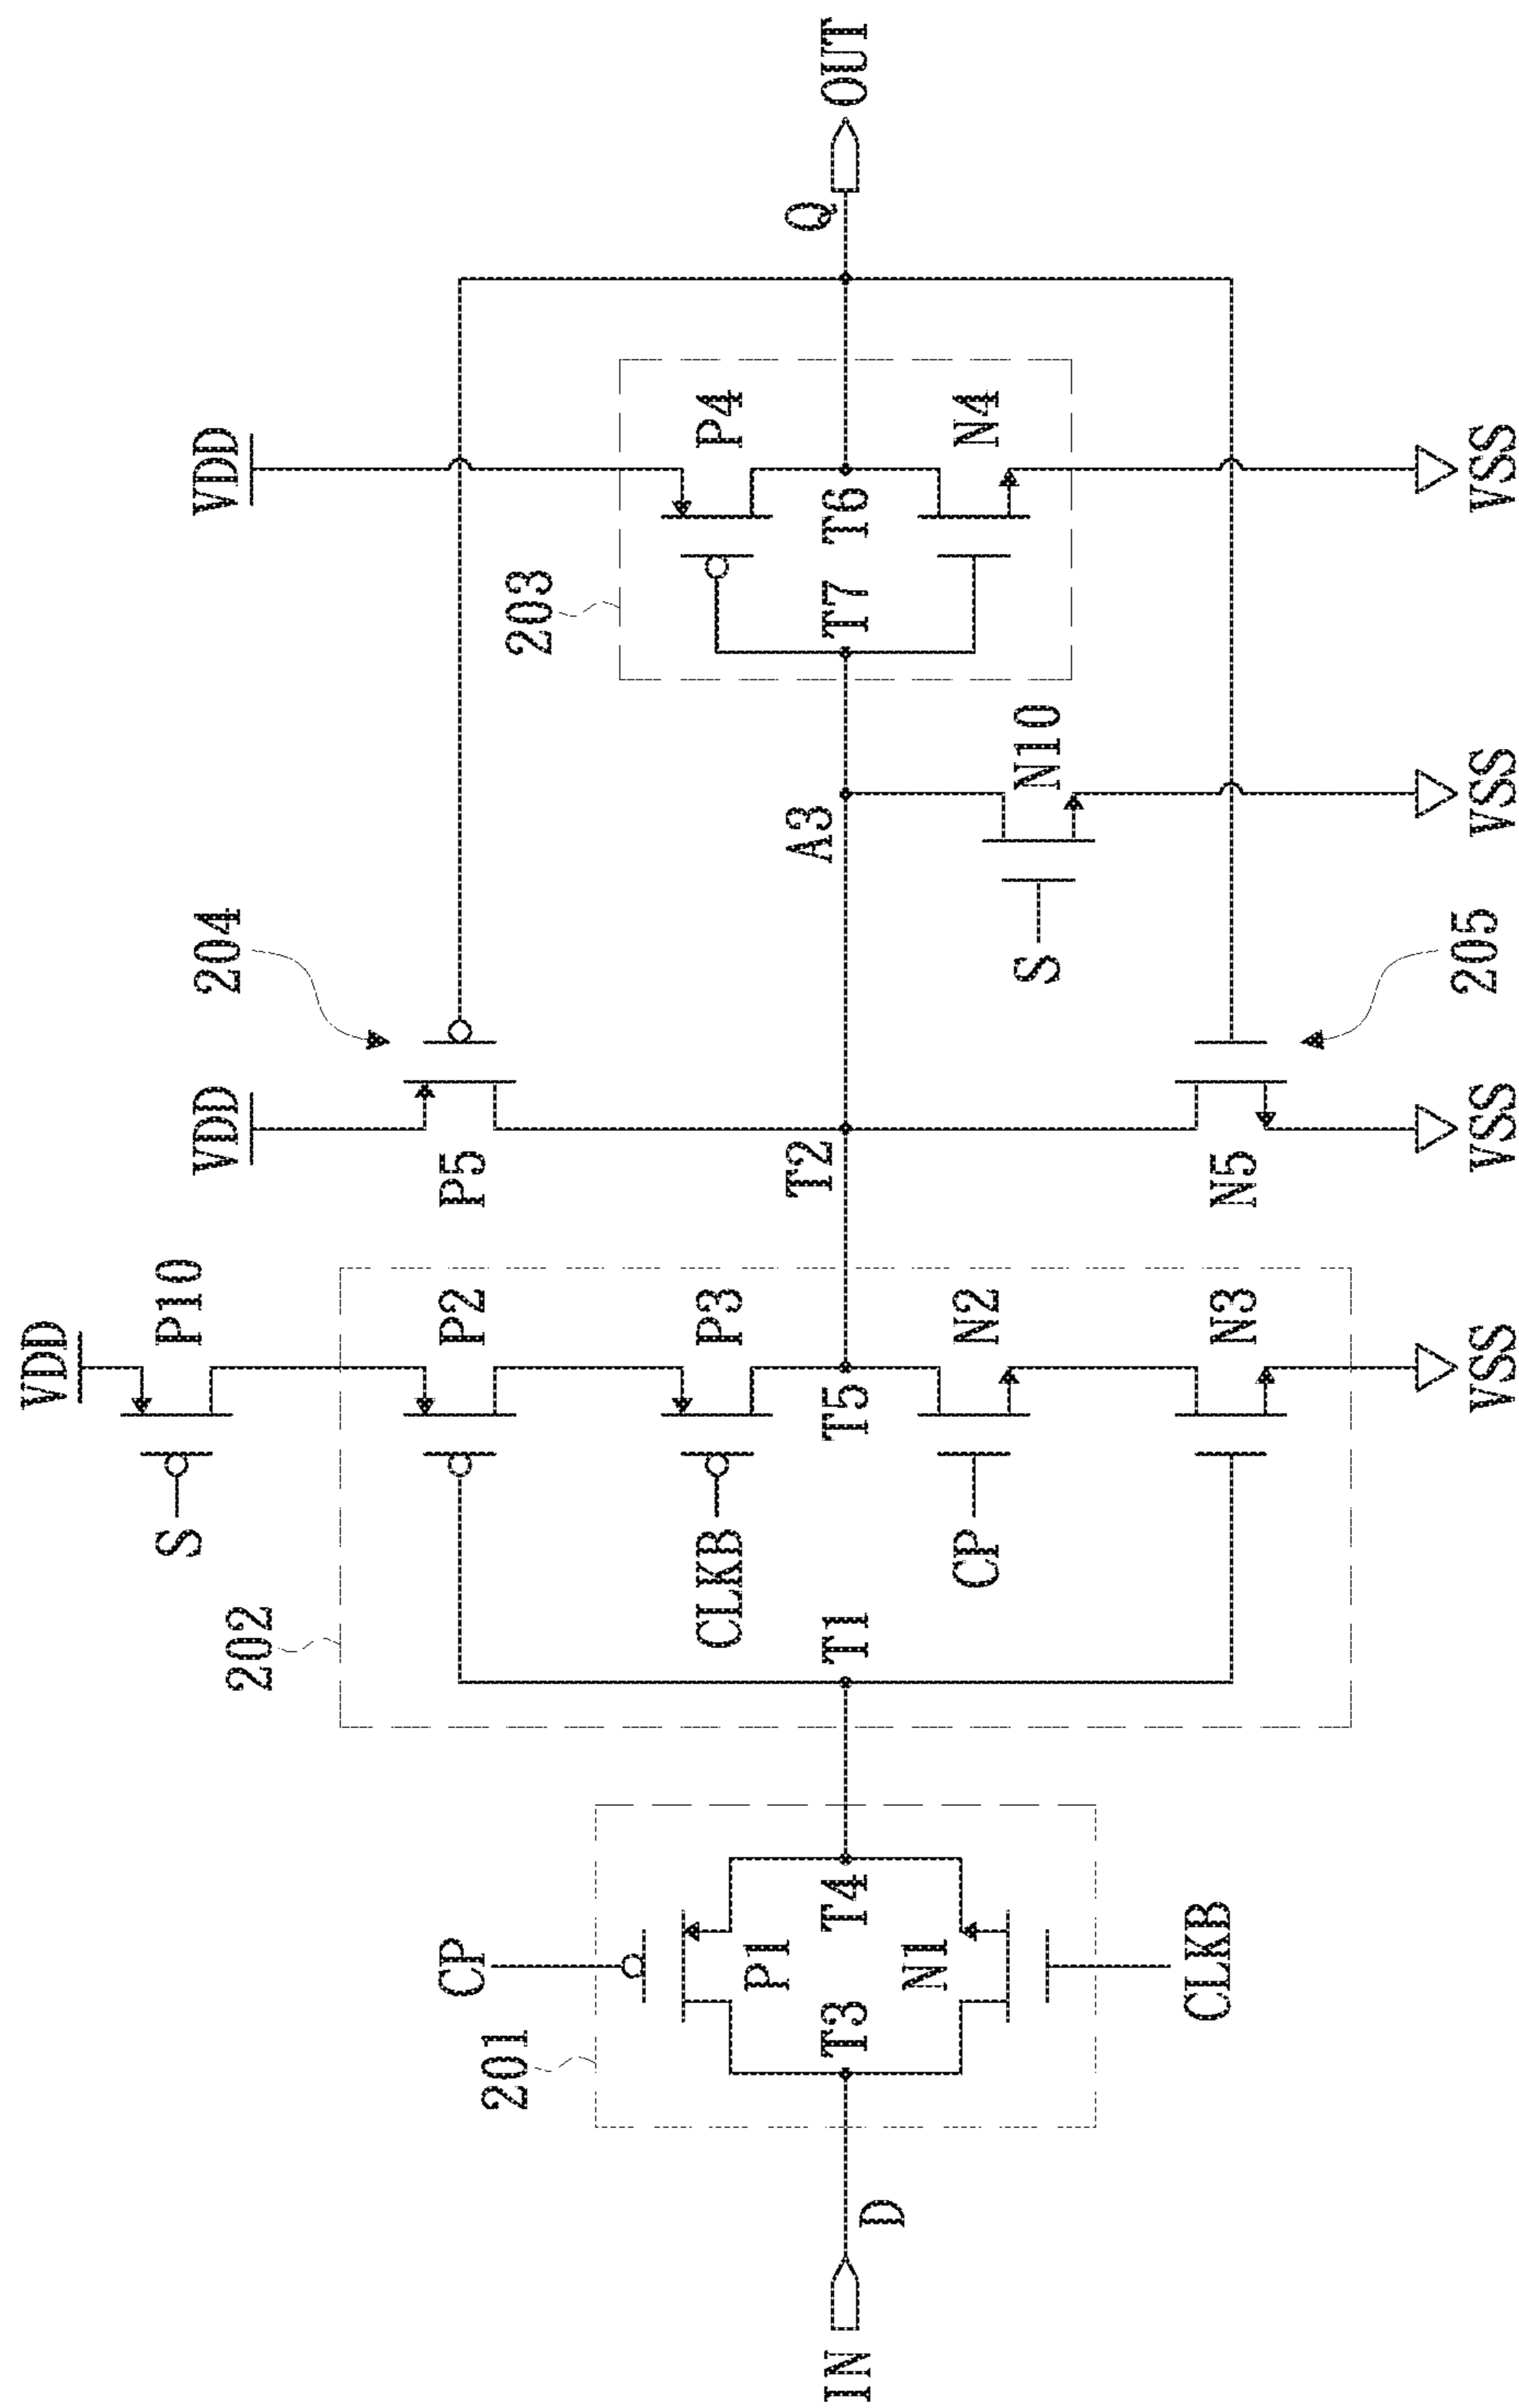 VDD
S
P10
VDD
204
VDD
202
CP
P2
P5
201
203
CLKB
P3
P4
P1
T2
A3
Q
IN
T3
T4
T1
T5
T7
T6
OUT
D
N1
CP
N2
N4
S
N10
CLKB
N3
N5
205
VSS
VSS
VSS
VSS